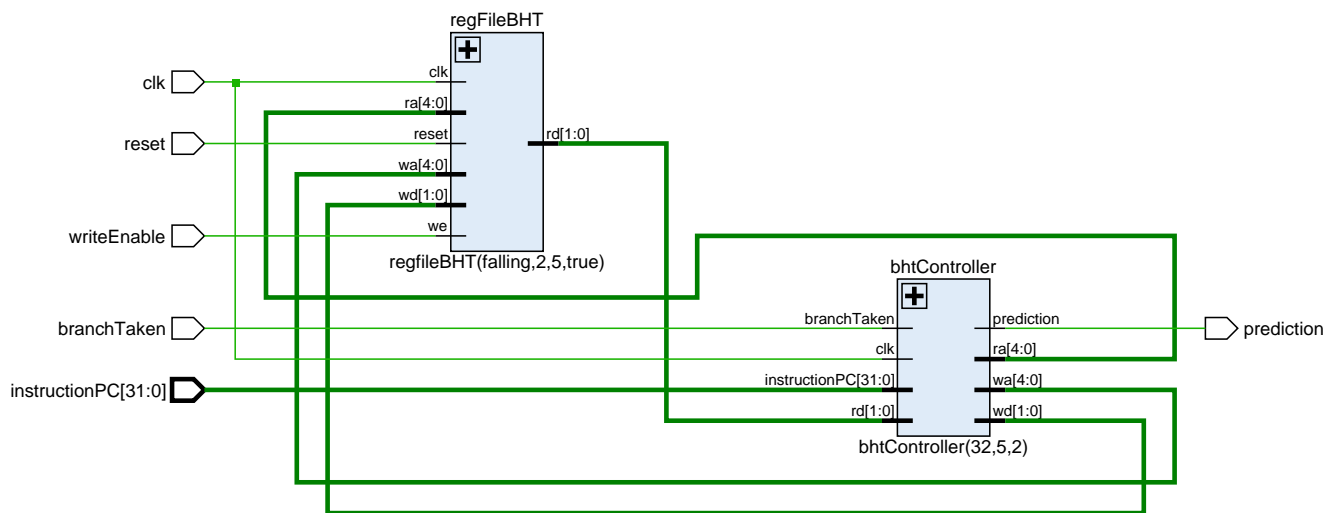 regFileBHT
clk
ra[4:0]
reset
wa[4:0]
wd[1:0]
we
rd[1:0]
regfileBHT(falling,2,5,true)
clk
reset
writeEnable
branchTaken
instructionPC[31:0]
bhtController
branchTaken
clk
instructionPC[31:0]
rd[1:0]
prediction
ra[4:0]
wa[4:0]
wd[1:0]
bhtController(32,5,2)
prediction